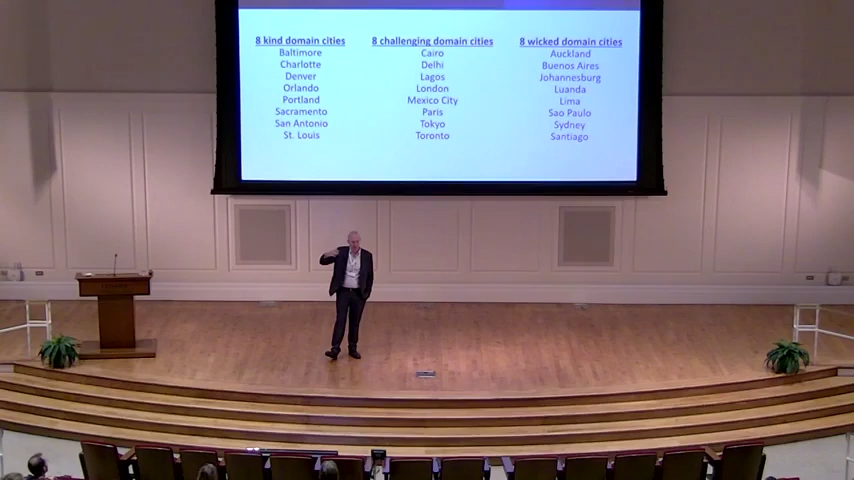 8 kind domain cities
Baltimore
Charlotte
Denver
Orlando
Portland
Sacramento
San Antonio
St. Louis
8 challenging domain cities
Cairo
Delhi
Lagos
London
Mexico City
Paris
Tokyo
Toronto
8 wicked domain cities
Auckland
Buenos Aires
Johannesburg
Luanda
Lima
Sao Paulo
Sydney
Santiago